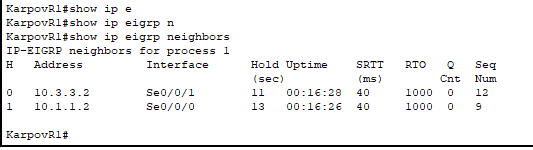 KarpovR1#show ip e
KarpovR1#show ip eigrp n
KarpovR1#show ip eigrp neighbors
IP-EIGRP neighbors for process 1
H   Address         Interface      Hold Uptime    SRTT   RTO   Q   Seq
                                   (sec)          (ms)        Cnt  Num
0   10.3.3.2        Se0/0/1        11   00:16:28  40     1000  0   12
1   10.1.1.2        Se0/0/0        13   00:16:26  40     1000  0   9
KarpovR1#